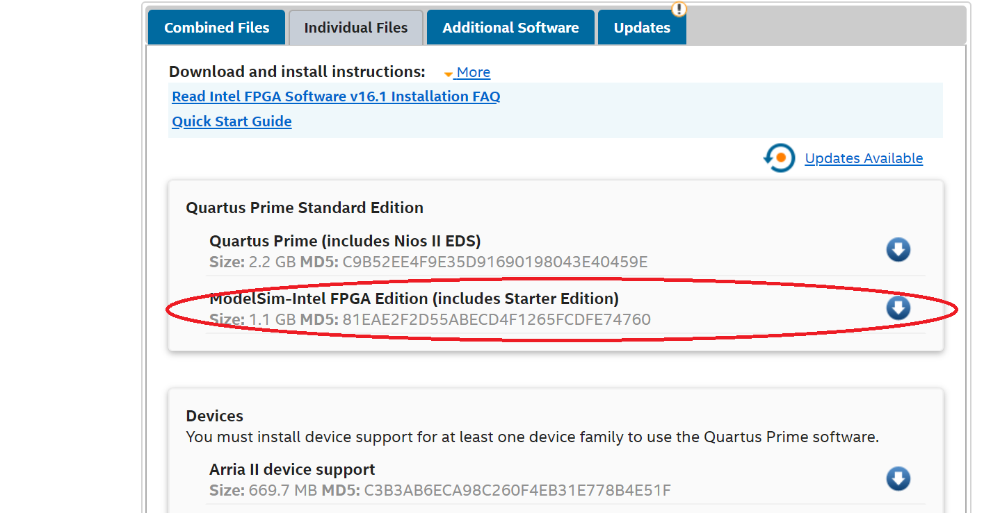 Combined Files
Individual Files
Additional Software
Updates
!
Download and install instructions:
More
Read Intel FPGA Software v16.1 Installation FAQ
Quick Start Guide
Updates Available
Quartus Prime Standard Edition
Quartus Prime (includes Nios II EDS)
Size: 2.2 GB MD5: C9B52EE4F9E35D91690198043E40459E
ModelSim-Intel FPGA Edition (includes Starter Edition)
Size: 1.1 GB MD5: 81EAE2F2D55ABECD4F1265FCDFE74760
Devices
You must install device support for at least one device family to use the Quartus Prime software.
Arria II device support
Size: 669.7 MB MD5: C3B3AB6ECA98C260F4EB31E778B4E51F